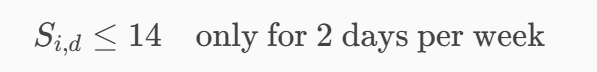 S_{i,d} ≤ 14 only for 2 days per week